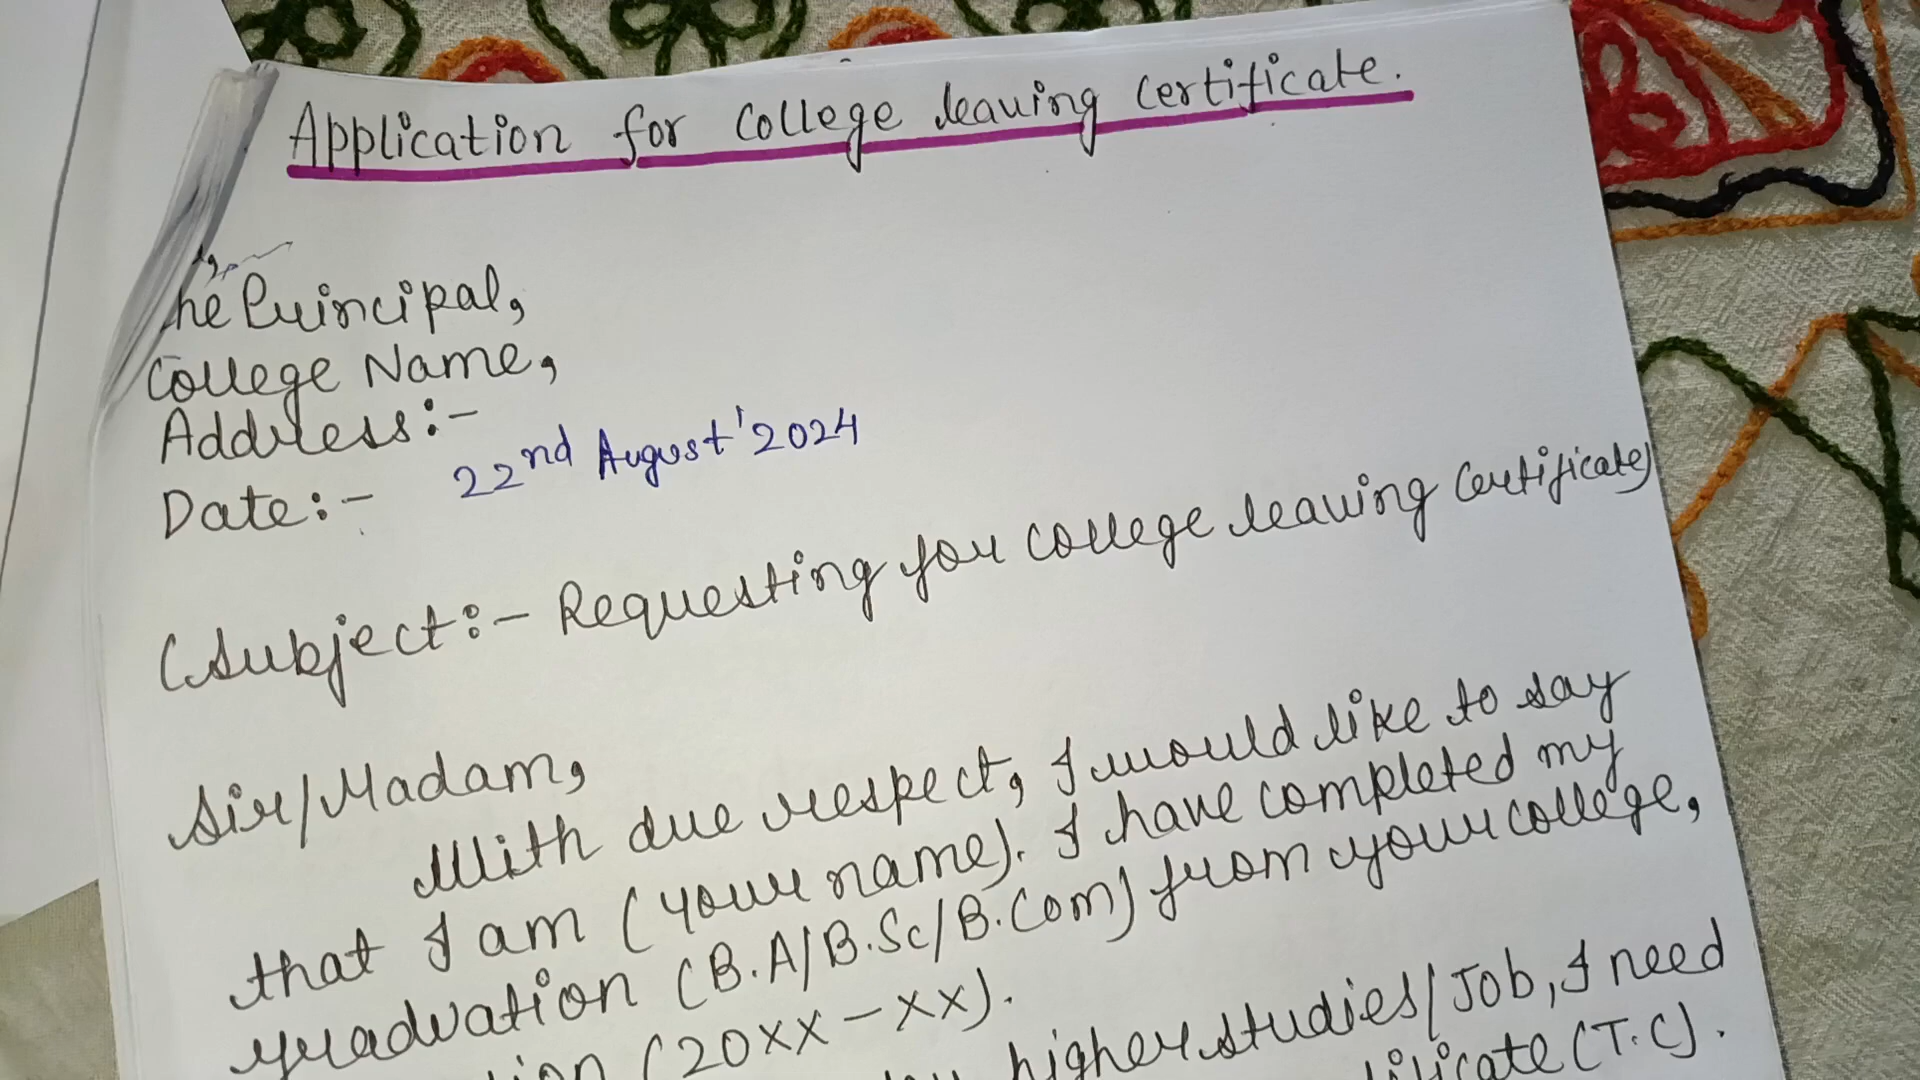 Application for College leaving Certificate.
he Principal,
College Name,
Address:-
Date:- 22nd August'2024
(Subject:- Requesting for college leaving Certificate)
Sir/Madam,
With due respect, I would like to say
that I am (your name). I have completed my
graduation (B.A/B.Sc/B.Com) from your college,
(20XX-XX).
higher studies/Job, I need
(T.C).